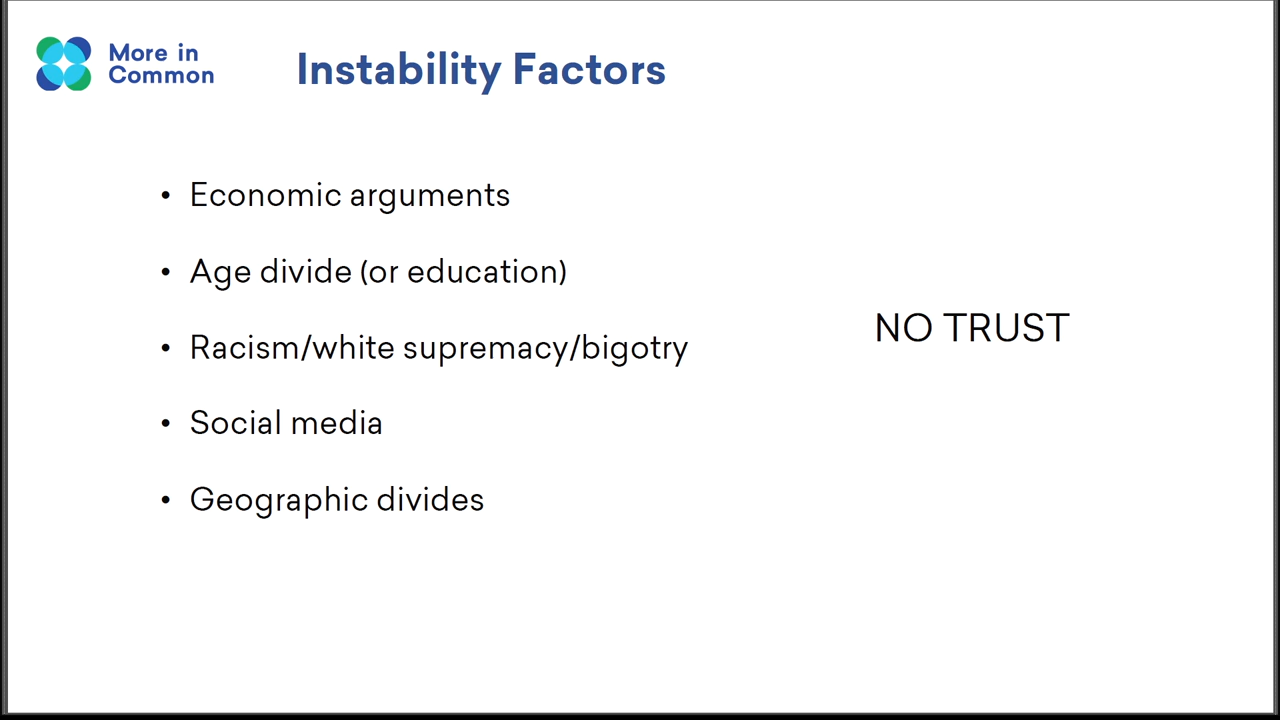 More in
Common
Instability Factors
• Economic arguments
• Age divide (or education)
• Racism/white supremacy/bigotry
• Social media
• Geographic divides
NO TRUST